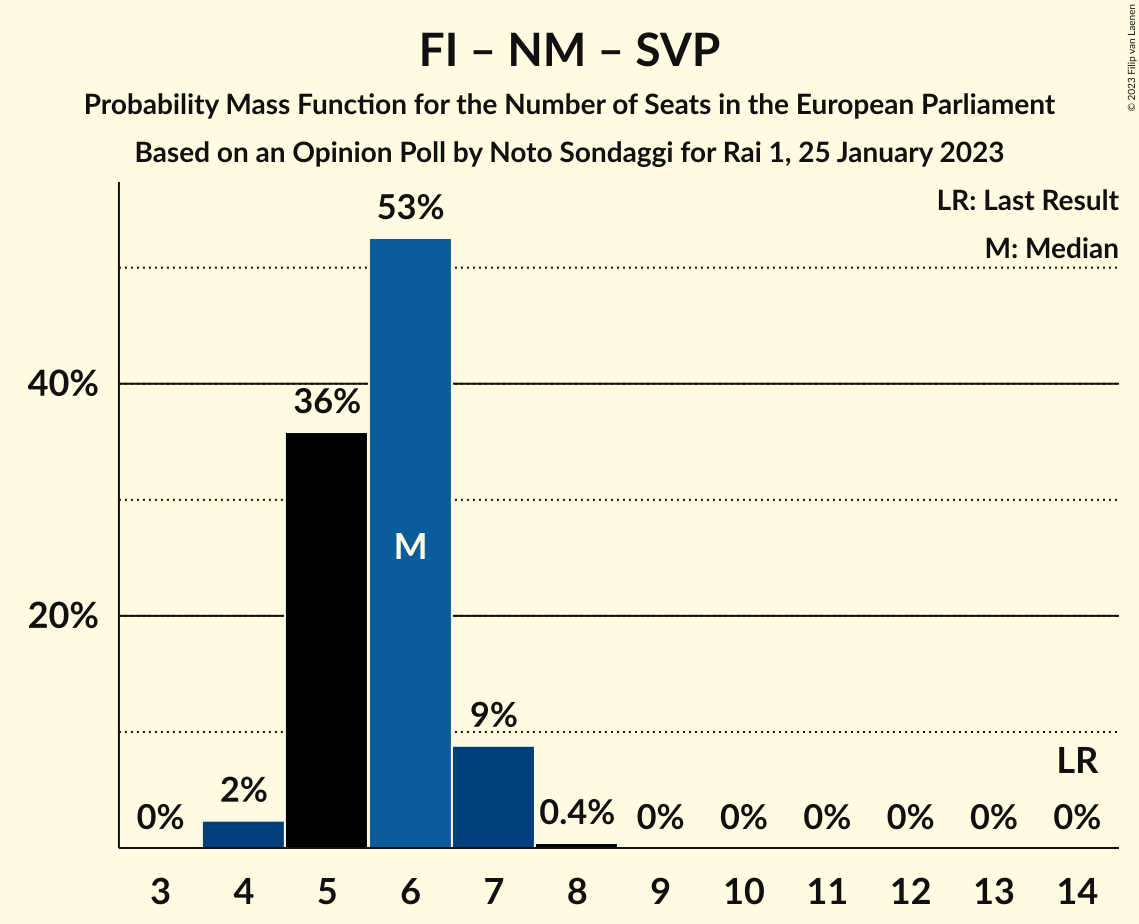 FI – NM – SVP
Probability Mass Function for the Number of Seats in the European Parliament
Based on an Opinion Poll by Noto Sondaggi for Rai 1, 25 January 2023
© 2023 Filip van Laenen
LR: Last Result
M: Median
53%
40%
36%
M
20%
9%
LR
2%
0%
0.4%
0%
0%
0%
0%
0%
0%
3 4 5 6 7 8 9 10 11 12 13 14